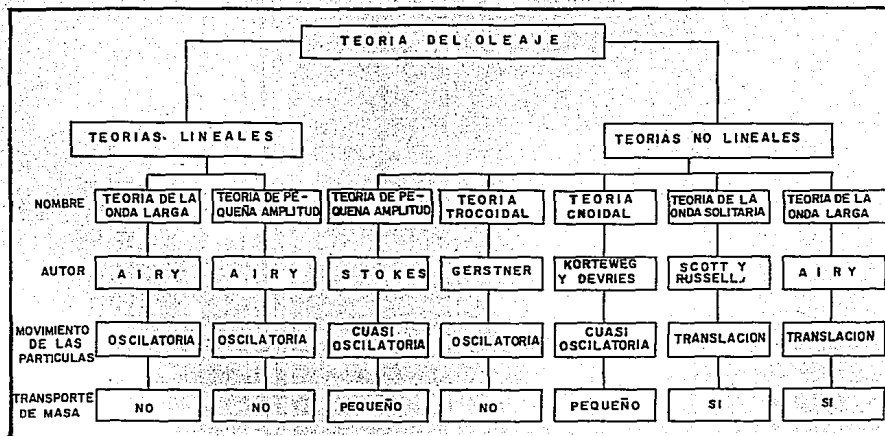 TEORIA DEL OLEAJE
TEORIAS LINEALES
TEORIAS NO LINEALES
NOMBRE
TEORIA DE LA
ONDA LARGA
TEORIA DE PE-
QUEÑA AMPLITUD
TEORIA DE PE-
QUENA AMPLITUD
TEORIA
TROCOIDAL
TEORIA
CNOIDAL
TEORIA DE LA
ONDA SOLITARIA
TEORIA DE LA
ONDA LARGA
AUTOR
AIRY
AIRY
STOKES
GERSTNER
KORTEWEG
Y DEVRIES
SCOTT Y
RUSSELL
AIRY
MOVIMIENTO
DE LAS
PARTICULAS
OSCILATORIA
OSCILATORIA
CUASI
OSCILATORIA
OSCILATORIA
CUASI
OSCILATORIA
TRANSLACION
TRANSLACION
TRANSPORTE
DE MASA
NO
NO
PEQUEÑO
NO
PEQUEÑO
SI
SI